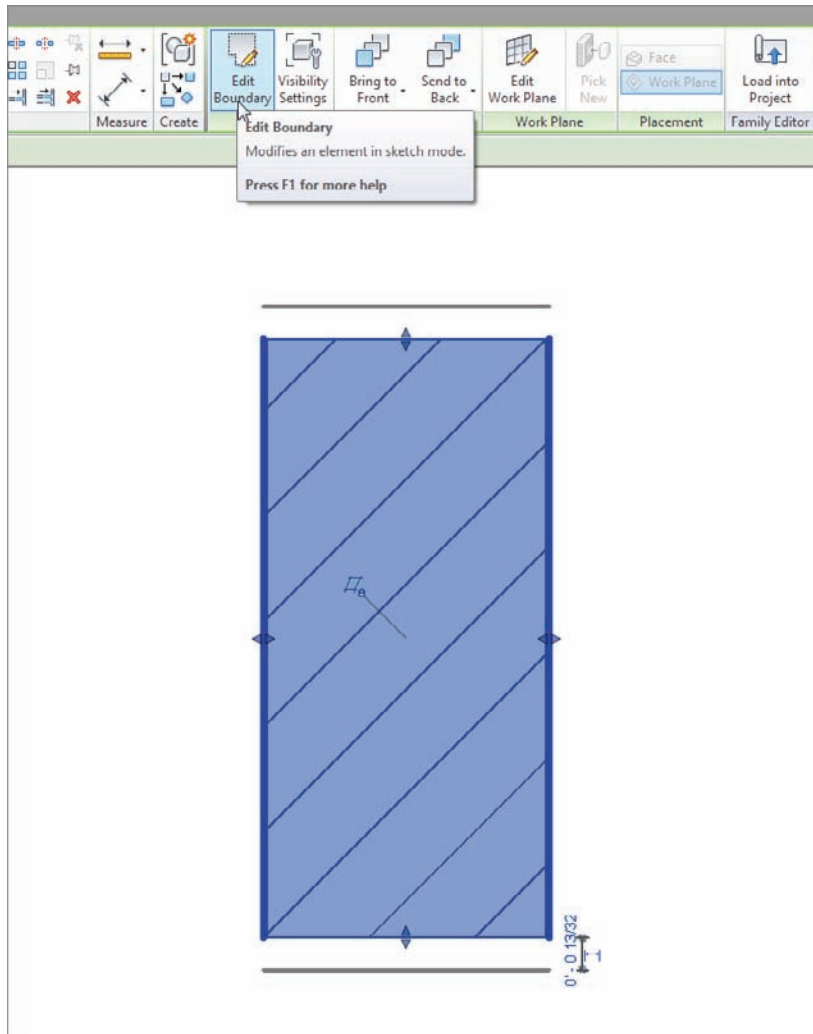 Edit
Boundary
Visibility
Settings
Bring to
Front
Send to
Back
Edit
Work Plane
Pick
New
Face
Work Plane
Load into
Project
Measure
Create
Work Plane
Placement
Family Editor
Edit Boundary
Modifies an element in sketch mode.
Press F1 for more help
0' - 0 13/32